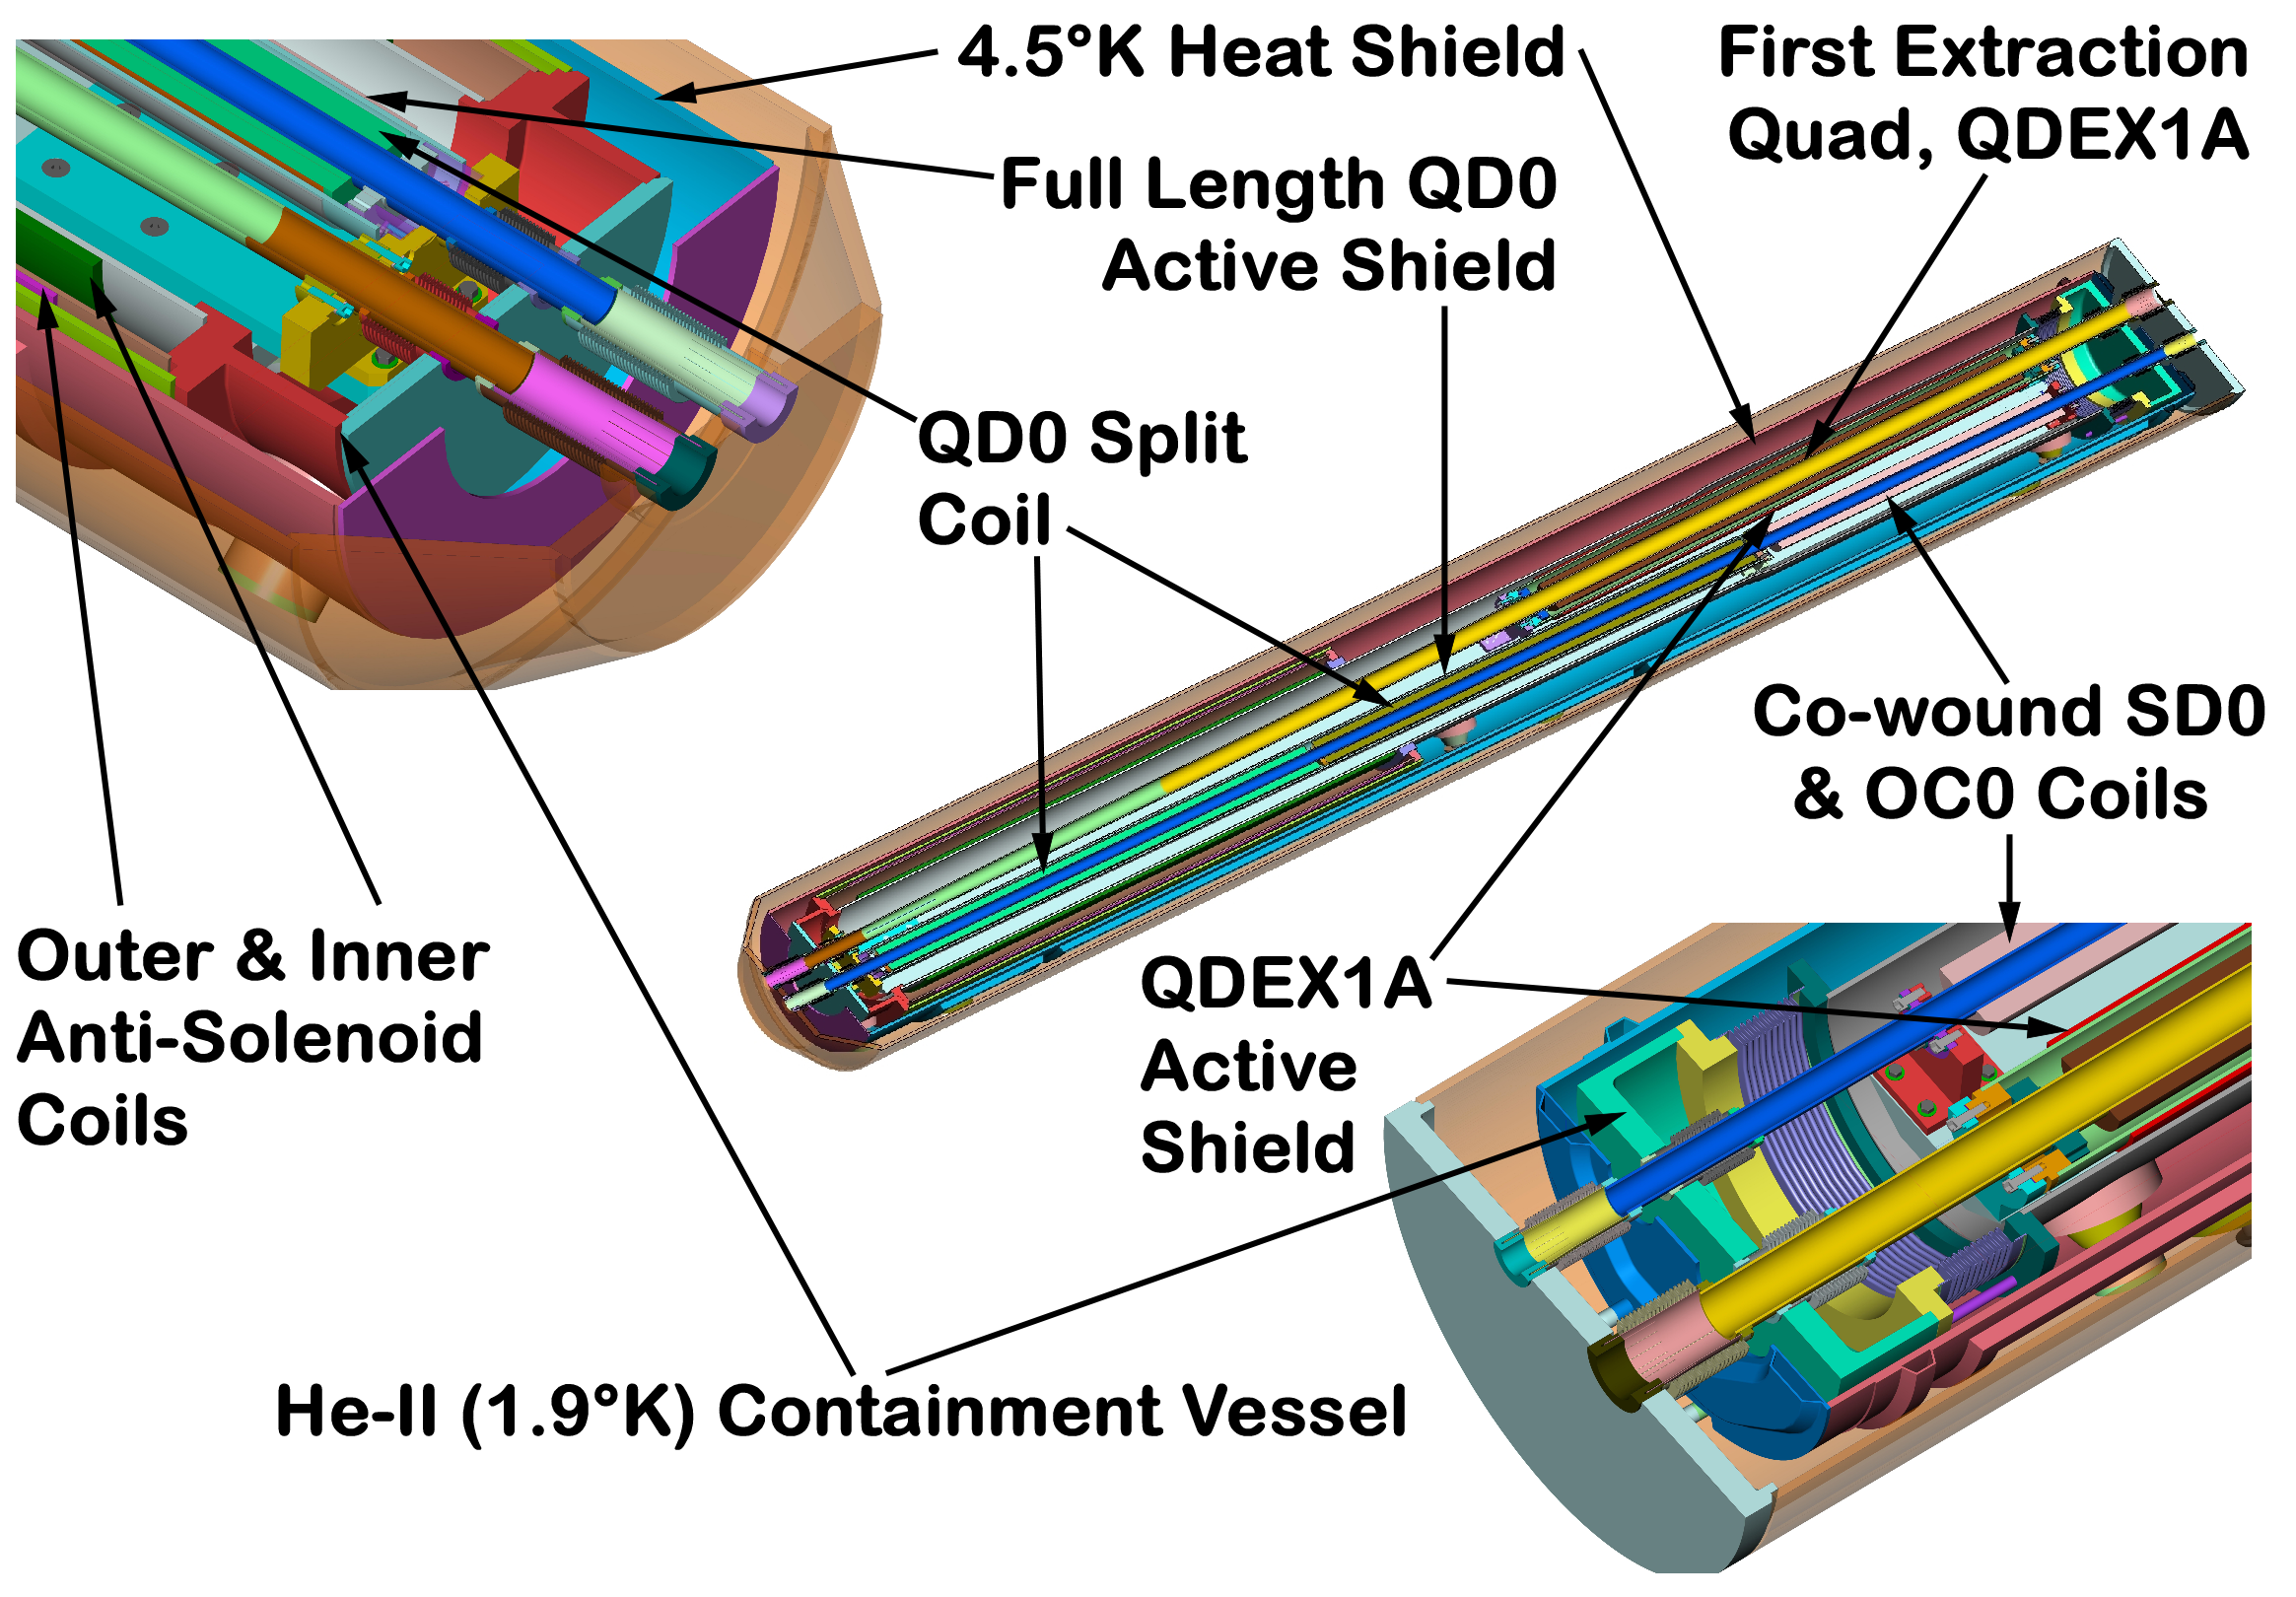 4.5°K Heat Shield
First Extraction
Quad, QDEX1A
Full Length QD0
Active Shield
QD0 Split
Coil
Co-wound SD0
& OC0 Coils
Outer & Inner
Anti-Solenoid
Coils
QDEX1A
Active
Shield
He-II (1.9°K) Containment Vessel